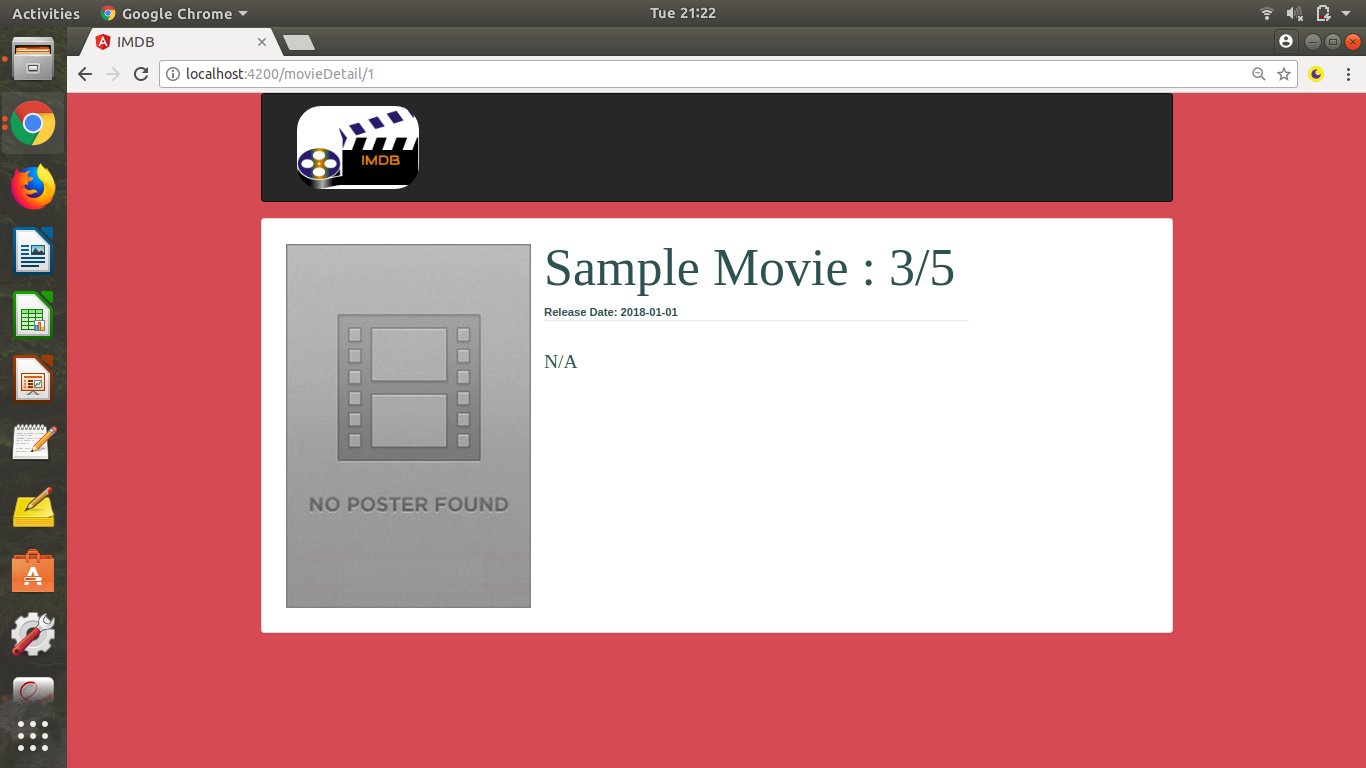 Activities Google Chrome Tue 21:22
IMDB
localhost:4200/movieDetail/1
IMDB
Sample Movie : 3/5
Release Date: 2018-01-01
N/A
NO POSTER FOUND